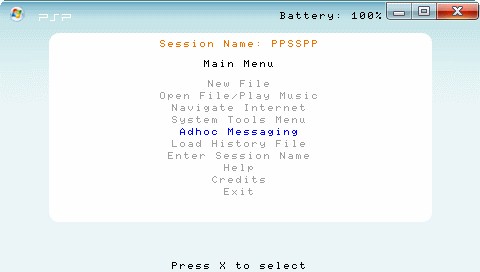 PSP
Battery: 100%
Session Name: PPSSPP
Main Menu
New File
Open File/Play Music
Navigate Internet
System Tools Menu
Adhoc Messaging
Load History File
Enter Session Name
Help
Credits
Exit
Press X to select